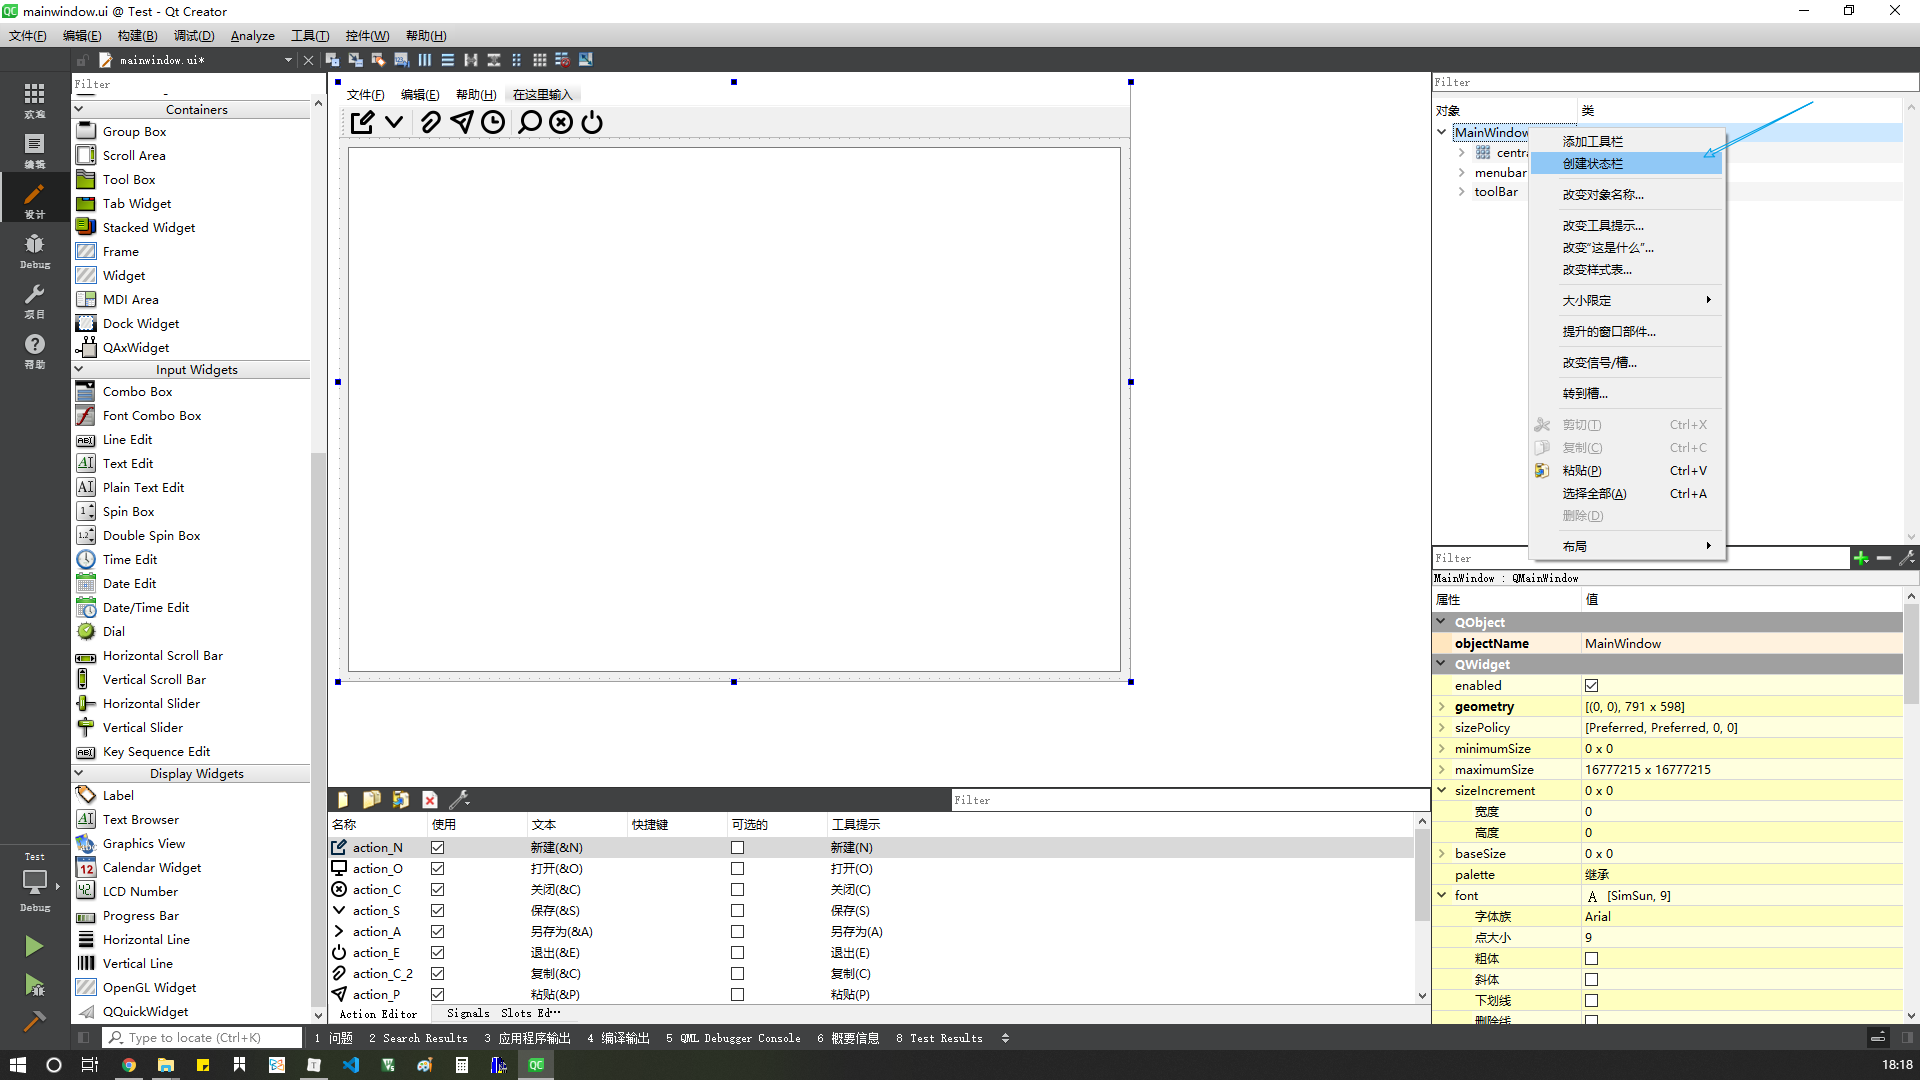 mainwindow.ui @ Test - Qt Creator
文件(F) 编辑(E) 构建(B) 调试(D) Analyze 工具(T) 控件(W) 帮助(H)
mainwindow.ui*
欢迎
编辑
设计
Debug
项目
帮助
Test
Debug
Filter
Containers
Group Box
Scroll Area
Tool Box
Tab Widget
Stacked Widget
Frame
Widget
MDI Area
Dock Widget
QAxWidget
Input Widgets
Combo Box
Font Combo Box
Line Edit
Text Edit
Plain Text Edit
Spin Box
Double Spin Box
Time Edit
Date Edit
Date/Time Edit
Dial
Horizontal Scroll Bar
Vertical Scroll Bar
Horizontal Slider
Vertical Slider
Key Sequence Edit
Display Widgets
Label
Text Browser
Graphics View
Calendar Widget
LCD Number
Progress Bar
Horizontal Line
Vertical Line
OpenGL Widget
QQuickWidget
文件(F) 编辑(E) 帮助(H) 在这里输入
Filter
名称 使用 文本 快捷键 可选的 工具提示
action_N 新建(&N) 新建(N)
action_O 打开(&O) 打开(O)
action_C 关闭(&C) 关闭(C)
action_S 保存(&S) 保存(S)
action_A 另存为(&A) 另存为(A)
action_E 退出(&E) 退出(E)
action_C_2 复制(&C) 复制(C)
action_P 粘贴(&P) 粘贴(P)
Action Editor Signals Slots Ed…
Filter
对象 类
MainWindow
centra
menubar
toolBar
添加工具栏
创建状态栏
改变对象名称...
改变工具提示...
改变“这是什么”...
改变样式表...
大小限定
提升的窗口部件...
改变信号/槽...
转到槽...
剪切(T) Ctrl+X
复制(C) Ctrl+C
粘贴(P) Ctrl+V
选择全部(A) Ctrl+A
删除(D)
布局
Filter
MainWindow : QMainWindow
属性 值
QObject
objectName MainWindow
QWidget
enabled
geometry [(0, 0), 791 x 598]
sizePolicy [Preferred, Preferred, 0, 0]
minimumSize 0 x 0
maximumSize 16777215 x 16777215
sizeIncrement 0 x 0
宽度 0
高度 0
baseSize 0 x 0
palette 继承
font A [SimSun, 9]
字体族 Arial
点大小 9
粗体
斜体
下划线
删除线
Type to locate (Ctrl+K) 1 问题 2 Search Results 3 应用程序输出 4 编译输出 5 QML Debugger Console 6 概要信息 8 Test Results
18:18